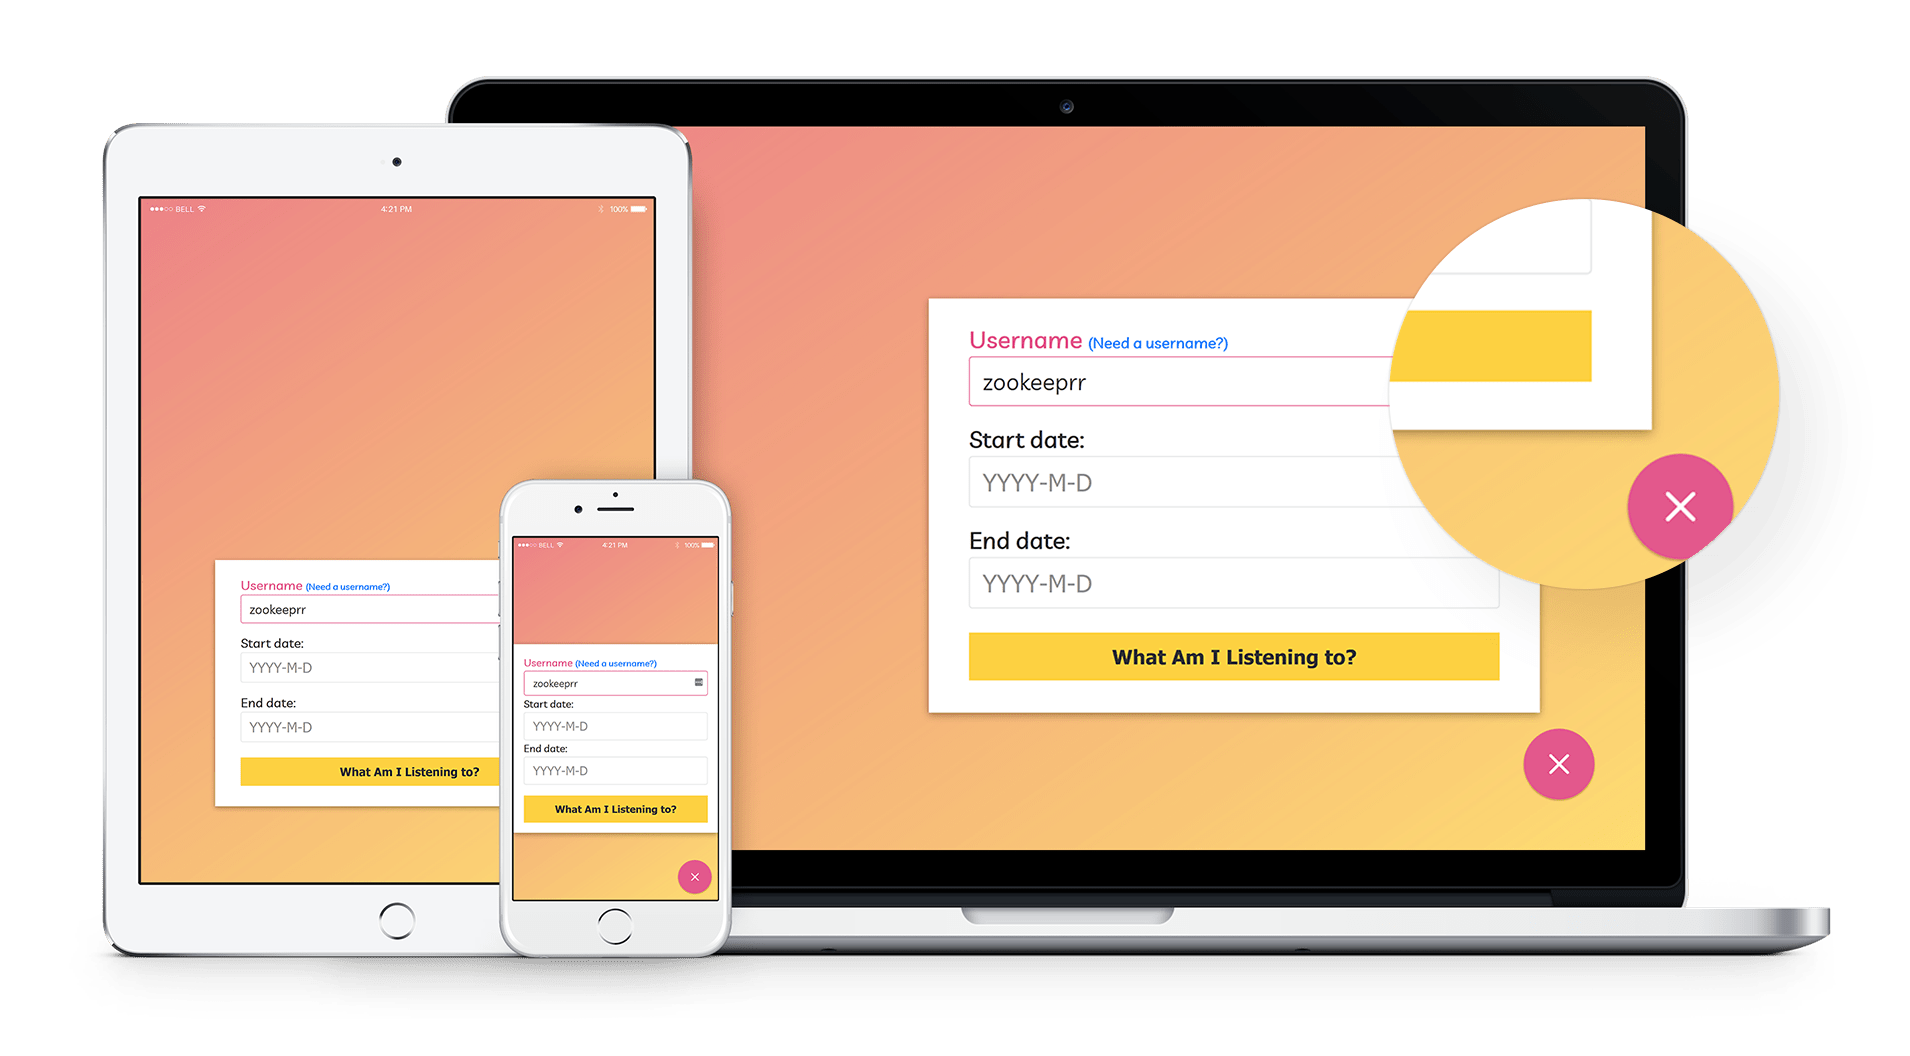 BELL 4:21 PM 100%
Username (Need a username?)
zookeeprr
Start date:
YYYY-M-D
End date:
YYYY-M-D
What Am I Listening to?
BELL 4:21 PM 100%
Username (Need a username?)
zookeeprr
Start date:
YYYY-M-D
End date:
YYYY-M-D
What Am I Listening to?
Username (Need a username?)
zookeeprr
Start date:
YYYY-M-D
End date:
YYYY-M-D
What Am I Listening to?